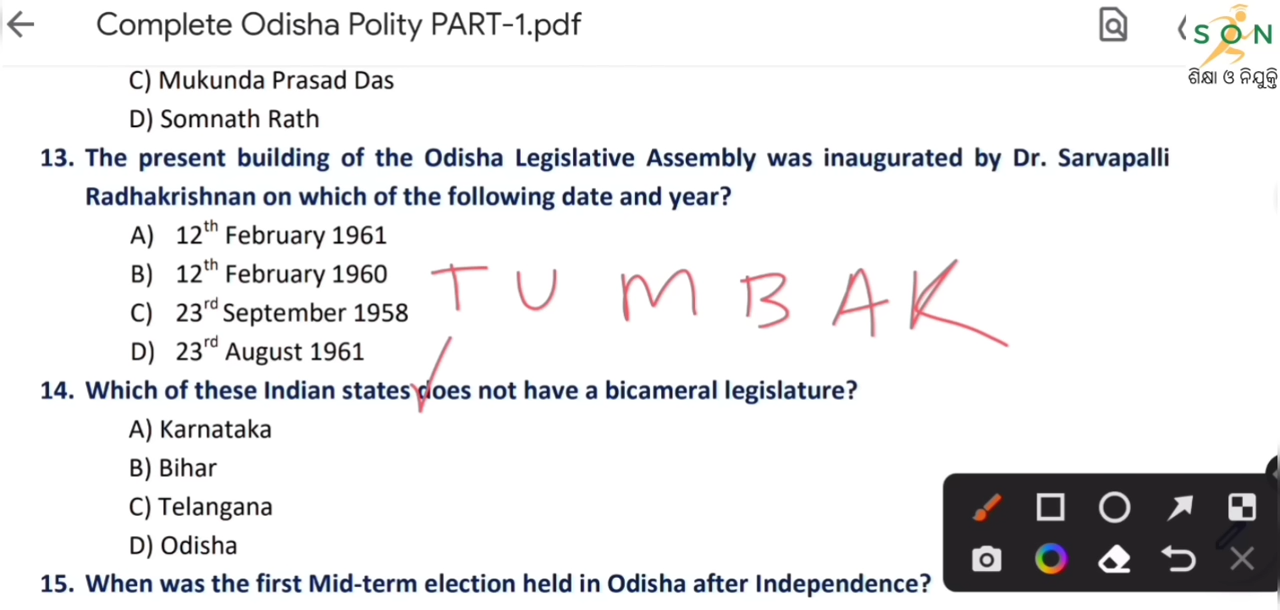 Complete Odisha Polity PART-1.pdf
SON
ଶିକ୍ଷା ଓ ନିଯୁକ୍ତି
C) Mukunda Prasad Das
D) Somnath Rath
13. The present building of the Odisha Legislative Assembly was inaugurated by Dr. Sarvapalli
Radhakrishnan on which of the following date and year?
A) 12th February 1961
B) 12th February 1960
C) 23rd September 1958
D) 23rd August 1961
TUMBAK
14. Which of these Indian states does not have a bicameral legislature?
A) Karnataka
B) Bihar
C) Telangana
D) Odisha
15. When was the first Mid-term election held in Odisha after Independence?